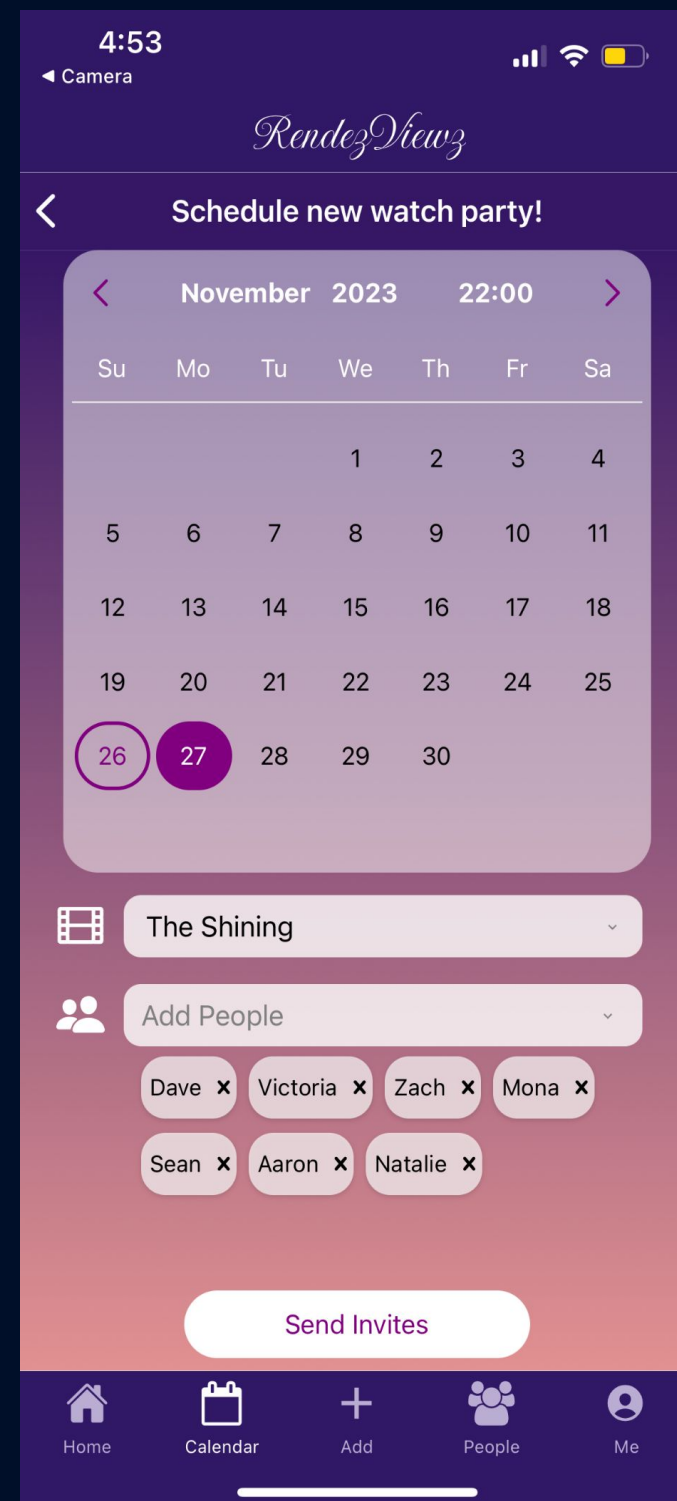 4:53
◀ Camera
RendezViewz
Schedule new watch party!
November 2023 22:00
Su Mo Tu We Th Fr Sa
1 2 3 4
5 6 7 8 9 10 11
12 13 14 15 16 17 18
19 20 21 22 23 24 25
26 27 28 29 30
The Shining
Add People
Dave x Victoria x Zach x Mona x
Sean x Aaron x Natalie x
Send Invites
Home Calendar Add People Me